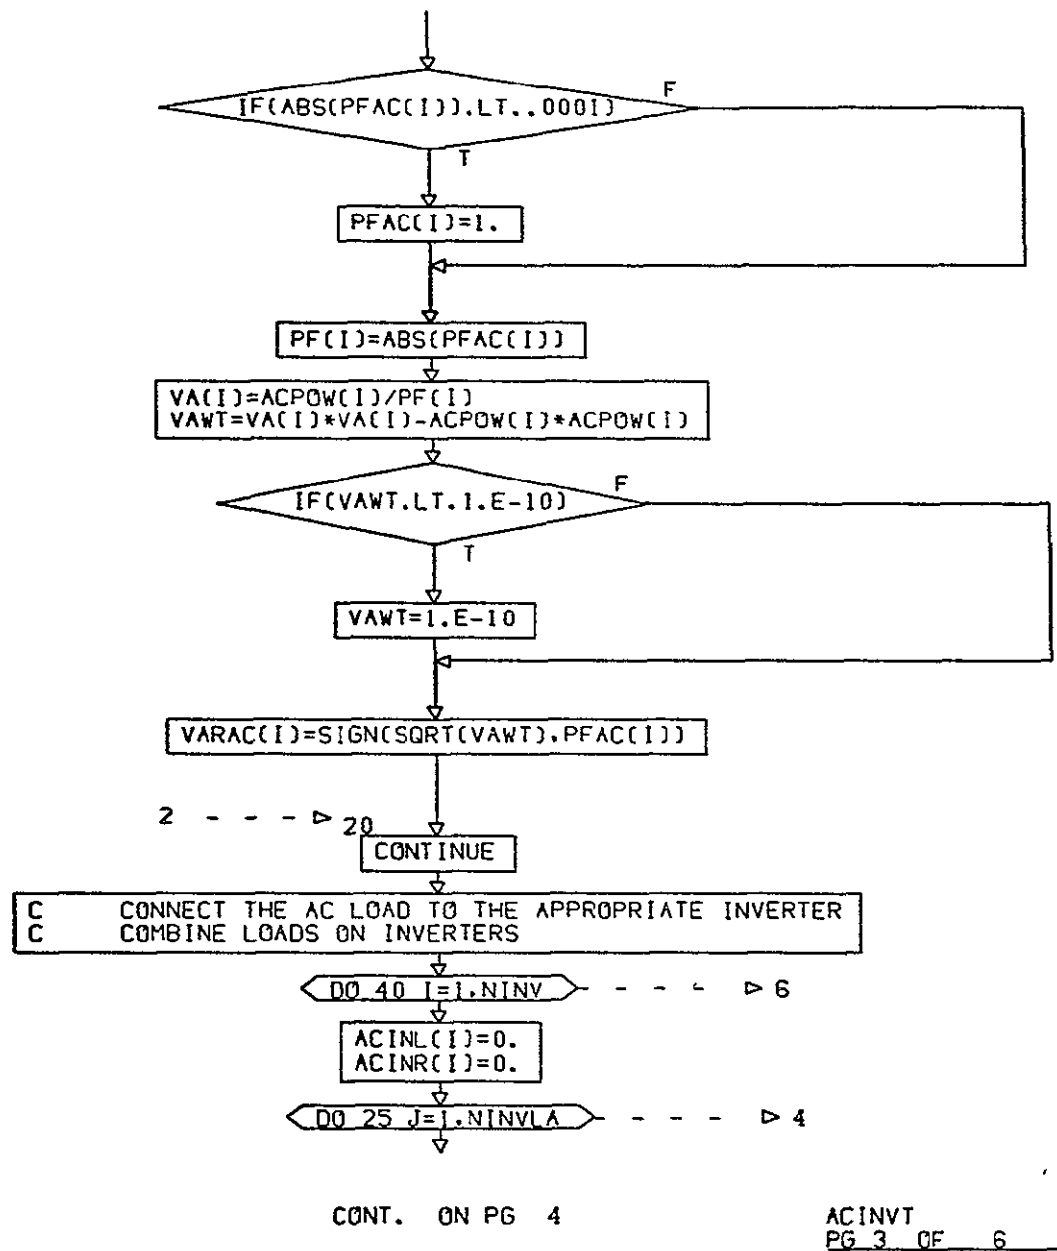 IF(ABS(PFAC(I)).LT..0001)
F
T
PFAC(I)=1.
PF(I)=ABS(PFAC(I))
VA(I)=ACPOW(I)/PF(I)
VAWT=VA(I)*VA(I)-ACPOW(I)*ACPOW(I)
IF(VAWT.LT.1.E-10)
F
T
VAWT=1.E-10
VARAC(I)=SIGN(SQRT(VAWT),PFAC(I))
2 - - - 20
CONTINUE
C CONNECT THE AC LOAD TO THE APPROPRIATE INVERTER
C COMBINE LOADS ON INVERTERS
DO 40 I=1,NINV - - - - 6
ACINL(I)=0.
ACINR(I)=0.
DO 25 J=1,NINVLA - - - - 4
CONT. ON PG 4
ACINVT
PG 3 OF 6